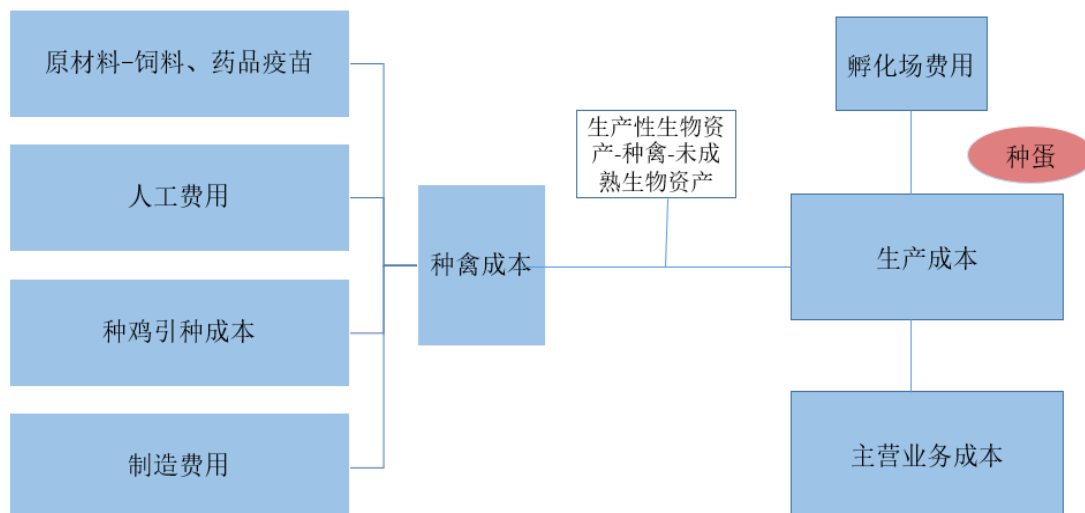 原材料-饲料、药品疫苗
人工费用
种鸡引种成本
制造费用
种禽成本
生产性生物资
产-种禽-未成
熟生物资产
孵化场费用
种蛋
生产成本
主营业务成本